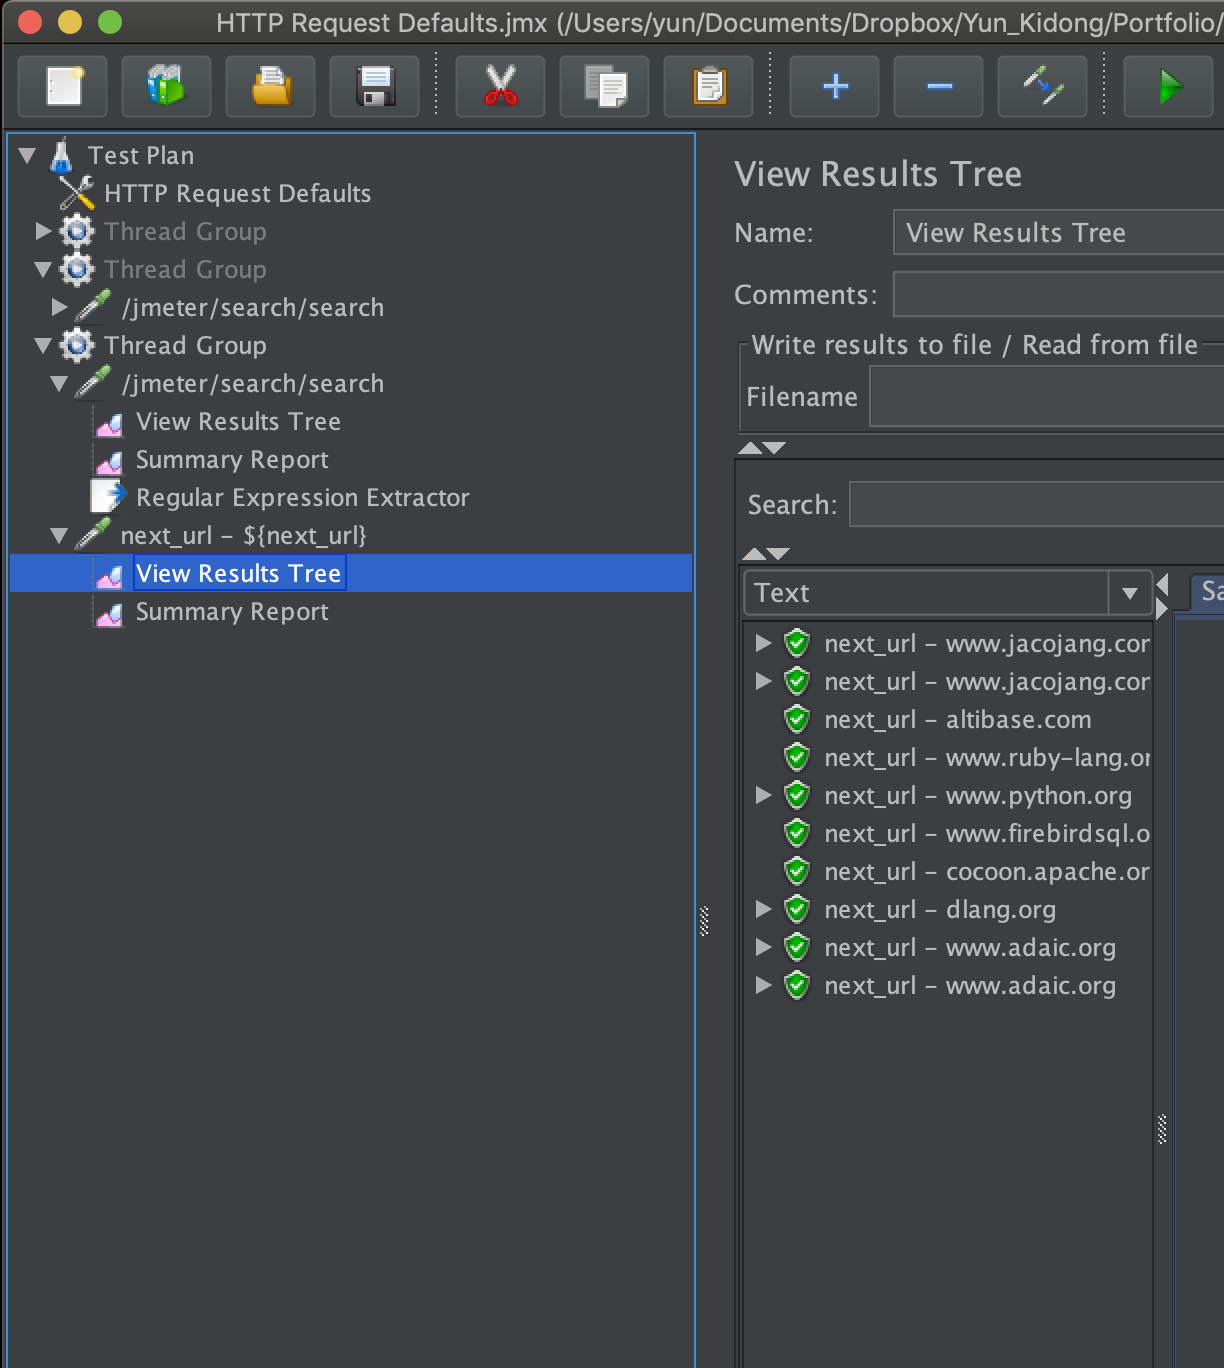 HTTP Request Defaults.jmx (/Users/yun/Documents/Dropbox/Yun_Kidong/Portfolio/
Test Plan
HTTP Request Defaults
Thread Group
Thread Group
/jmeter/search/search
Thread Group
/jmeter/search/search
View Results Tree
Summary Report
Regular Expression Extractor
next_url – ${next_url}
View Results Tree
Summary Report
View Results Tree
Name: View Results Tree
Comments:
Write results to file / Read from file
Filename
Search:
Text
Sa
next_url – www.jacojang.com
next_url – www.jacojang.com
next_url – altibase.com
next_url – www.ruby-lang.or
next_url – www.python.org
next_url – www.firebirdsql.o
next_url – cocoon.apache.or
next_url – dlang.org
next_url – www.adaic.org
next_url – www.adaic.org